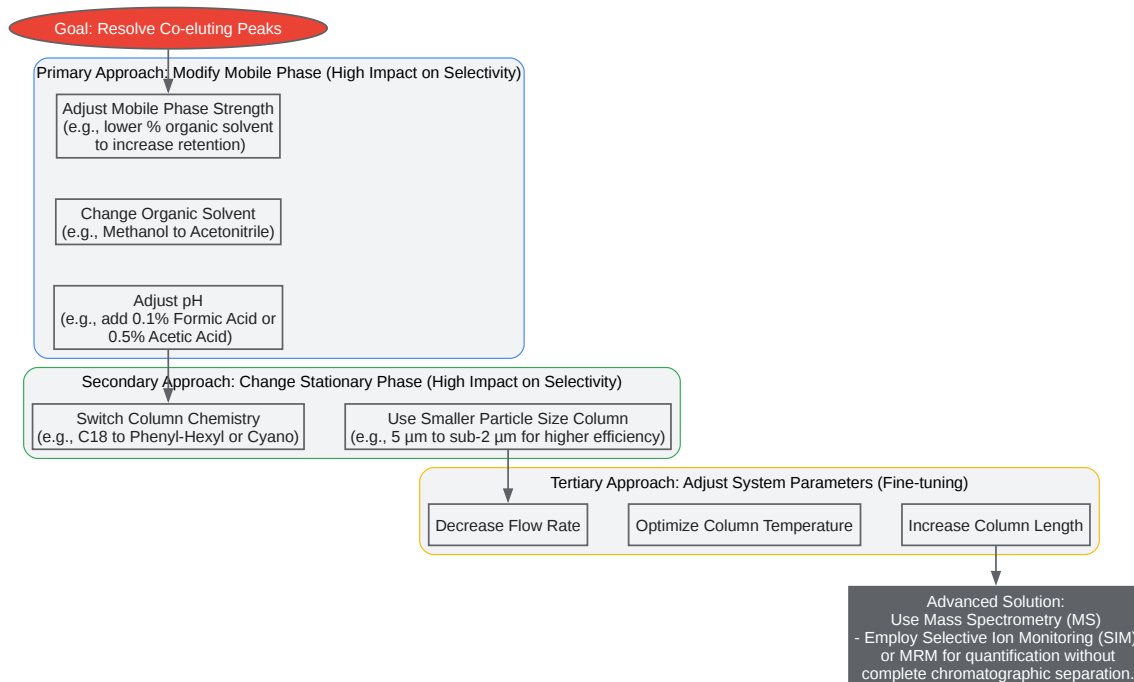 Goal: Resolve Co-eluting Peaks
Primary Approach: Modify Mobile Phase (High Impact on Selectivity)
Adjust Mobile Phase Strength
(e.g., lower % organic solvent
to increase retention)
Change Organic Solvent
(e.g., Methanol to Acetonitrile)
Adjust pH
(e.g., add 0.1% Formic Acid or
0.5% Acetic Acid)
Secondary Approach: Change Stationary Phase (High Impact on Selectivity)
Switch Column Chemistry
(e.g., C18 to Phenyl-Hexyl or Cyano)
Use Smaller Particle Size Column
(e.g., 5 µm to sub-2 µm for higher efficiency)
Tertiary Approach: Adjust System Parameters (Fine-tuning)
Decrease Flow Rate
Optimize Column Temperature
Increase Column Length
Advanced Solution:
Use Mass Spectrometry (MS)
- Employ Selective Ion Monitoring (SIM)
or MRM for quantification without
complete chromatographic separation.